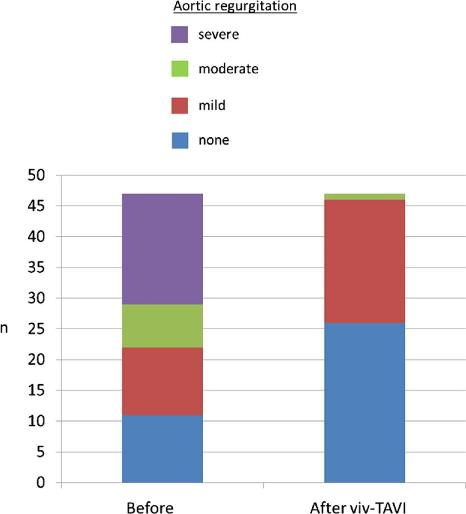 Aortic regurgitation
severe
moderate
mild
none
50
45
40
35
30
25
20
15
10
5
0
n
Before
After viv-TAVI